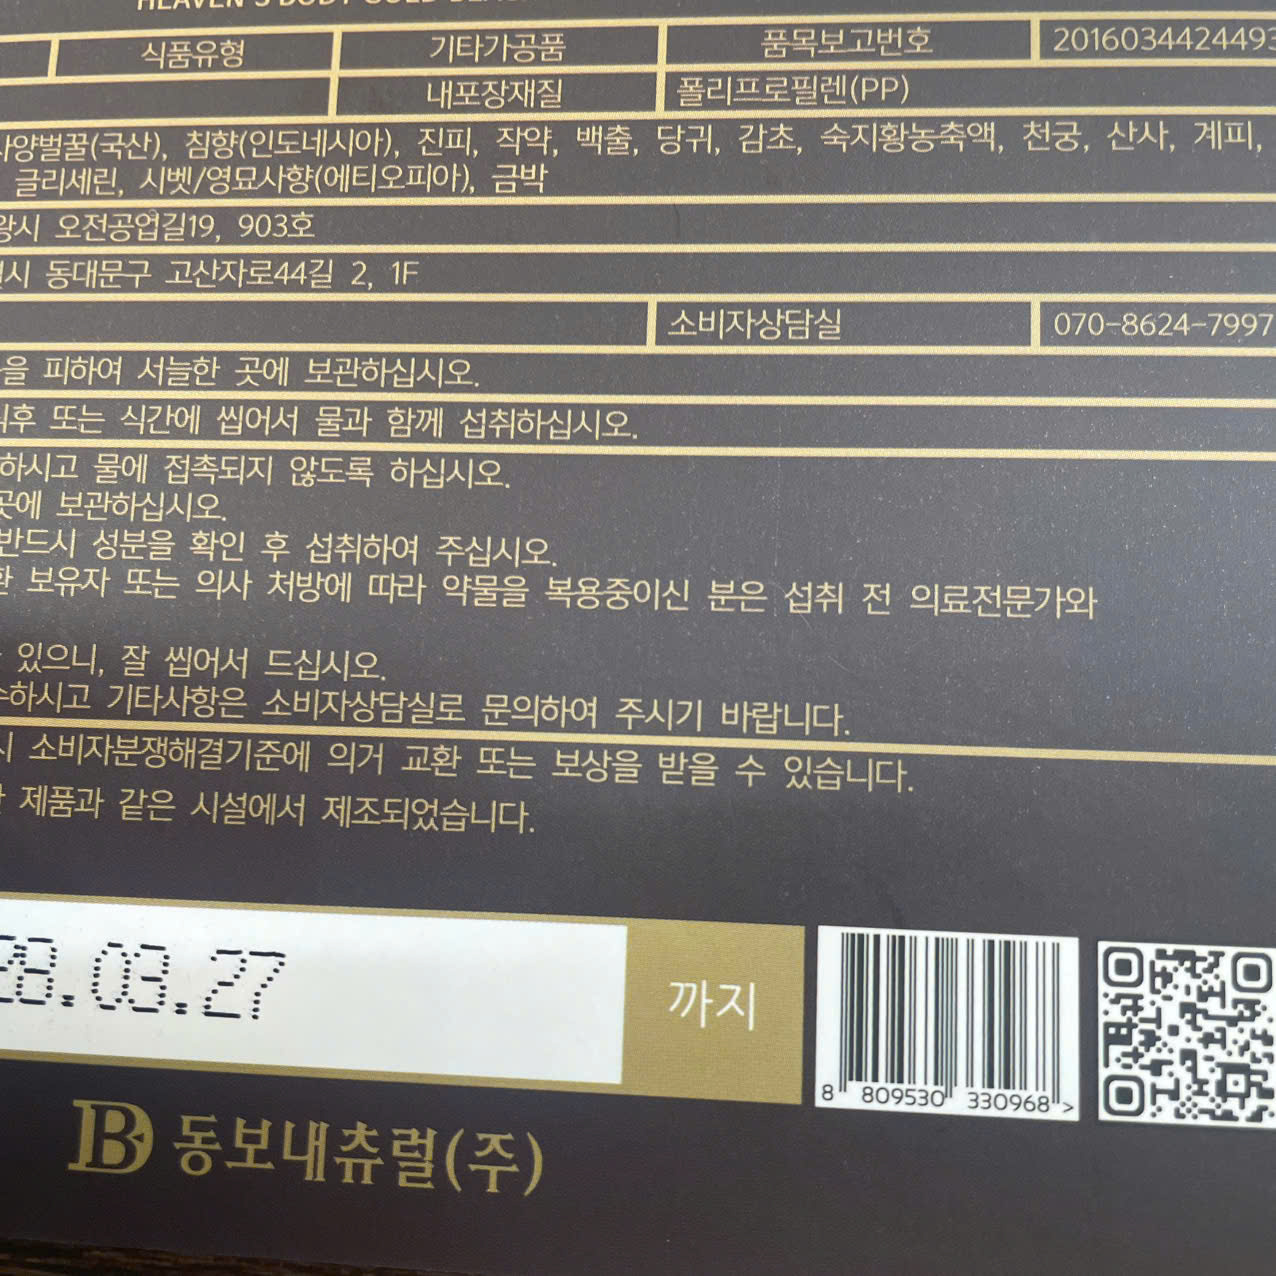 HEAVEN'S BODY GOLD
식품유형 기타가공품 품목보고번호 2016034424493
내포장재질 폴리프로필렌(PP)
사양벌꿀(국산), 침향(인도네시아), 진피, 작약, 백출, 당귀, 감초, 숙지황농축액, 천궁, 산사, 계피,
글리세린, 시벳/영묘사향(에티오피아), 금박
왕시 오전공업길19, 903호
시 동대문구 고산자로44길 2, 1F
소비자상담실 070-8624-7997
을 피하여 서늘한 곳에 보관하십시오.
식후 또는 식간에 씹어서 물과 함께 섭취하십시오.
하시고 물에 접촉되지 않도록 하십시오.
곳에 보관하십시오.
반드시 성분을 확인 후 섭취하여 주십시오.
환 보유자 또는 의사 처방에 따라 약물을 복용중이신 분은 섭취 전 의료전문가와
있으니, 잘 씹어서 드십시오.
수하시고 기타사항은 소비자상담실로 문의하여 주시기 바랍니다.
시 소비자분쟁해결기준에 의거 교환 또는 보상을 받을 수 있습니다.
제품과 같은 시설에서 제조되었습니다.
28.03.27 까지
8 809530 330968 >
B 동보내츄럴(주)